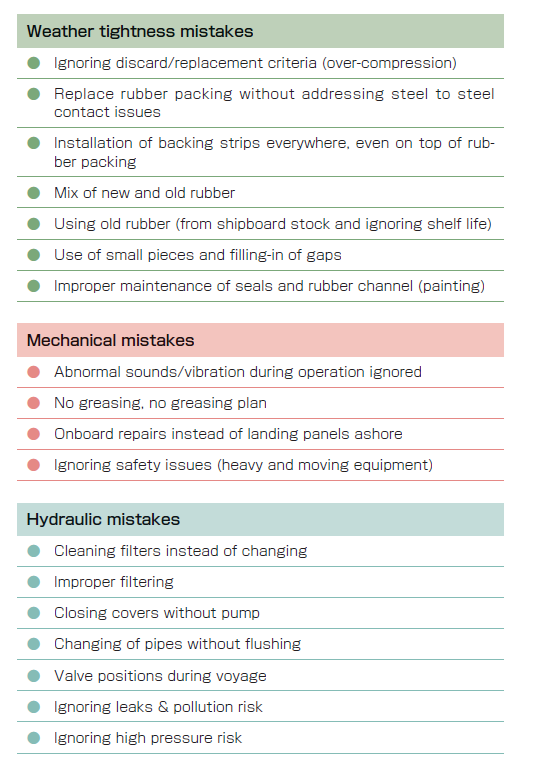 Weather tightness mistakes
Ignoring discard/replacement criteria (over-compression)
Replace rubber packing without addressing steel to steel
contact issues
Installation of backing strips everywhere, even on top of rub-
ber packing
Mix of new and old rubber
Using old rubber (from shipboard stock and ignoring shelf life)
Use of small pieces and filling-in of gaps
Improper maintenance of seals and rubber channel (painting)
Mechanical mistakes
Abnormal sounds/vibration during operation ignored
No greasing, no greasing plan
Onboard repairs instead of landing panels ashore
Ignoring safety issues (heavy and moving equipment)
Hydraulic mistakes
Cleaning filters instead of changing
Improper filtering
Closing covers without pump
Changing of pipes without flushing
Valve positions during voyage
Ignoring leaks & pollution risk
Ignoring high pressure risk